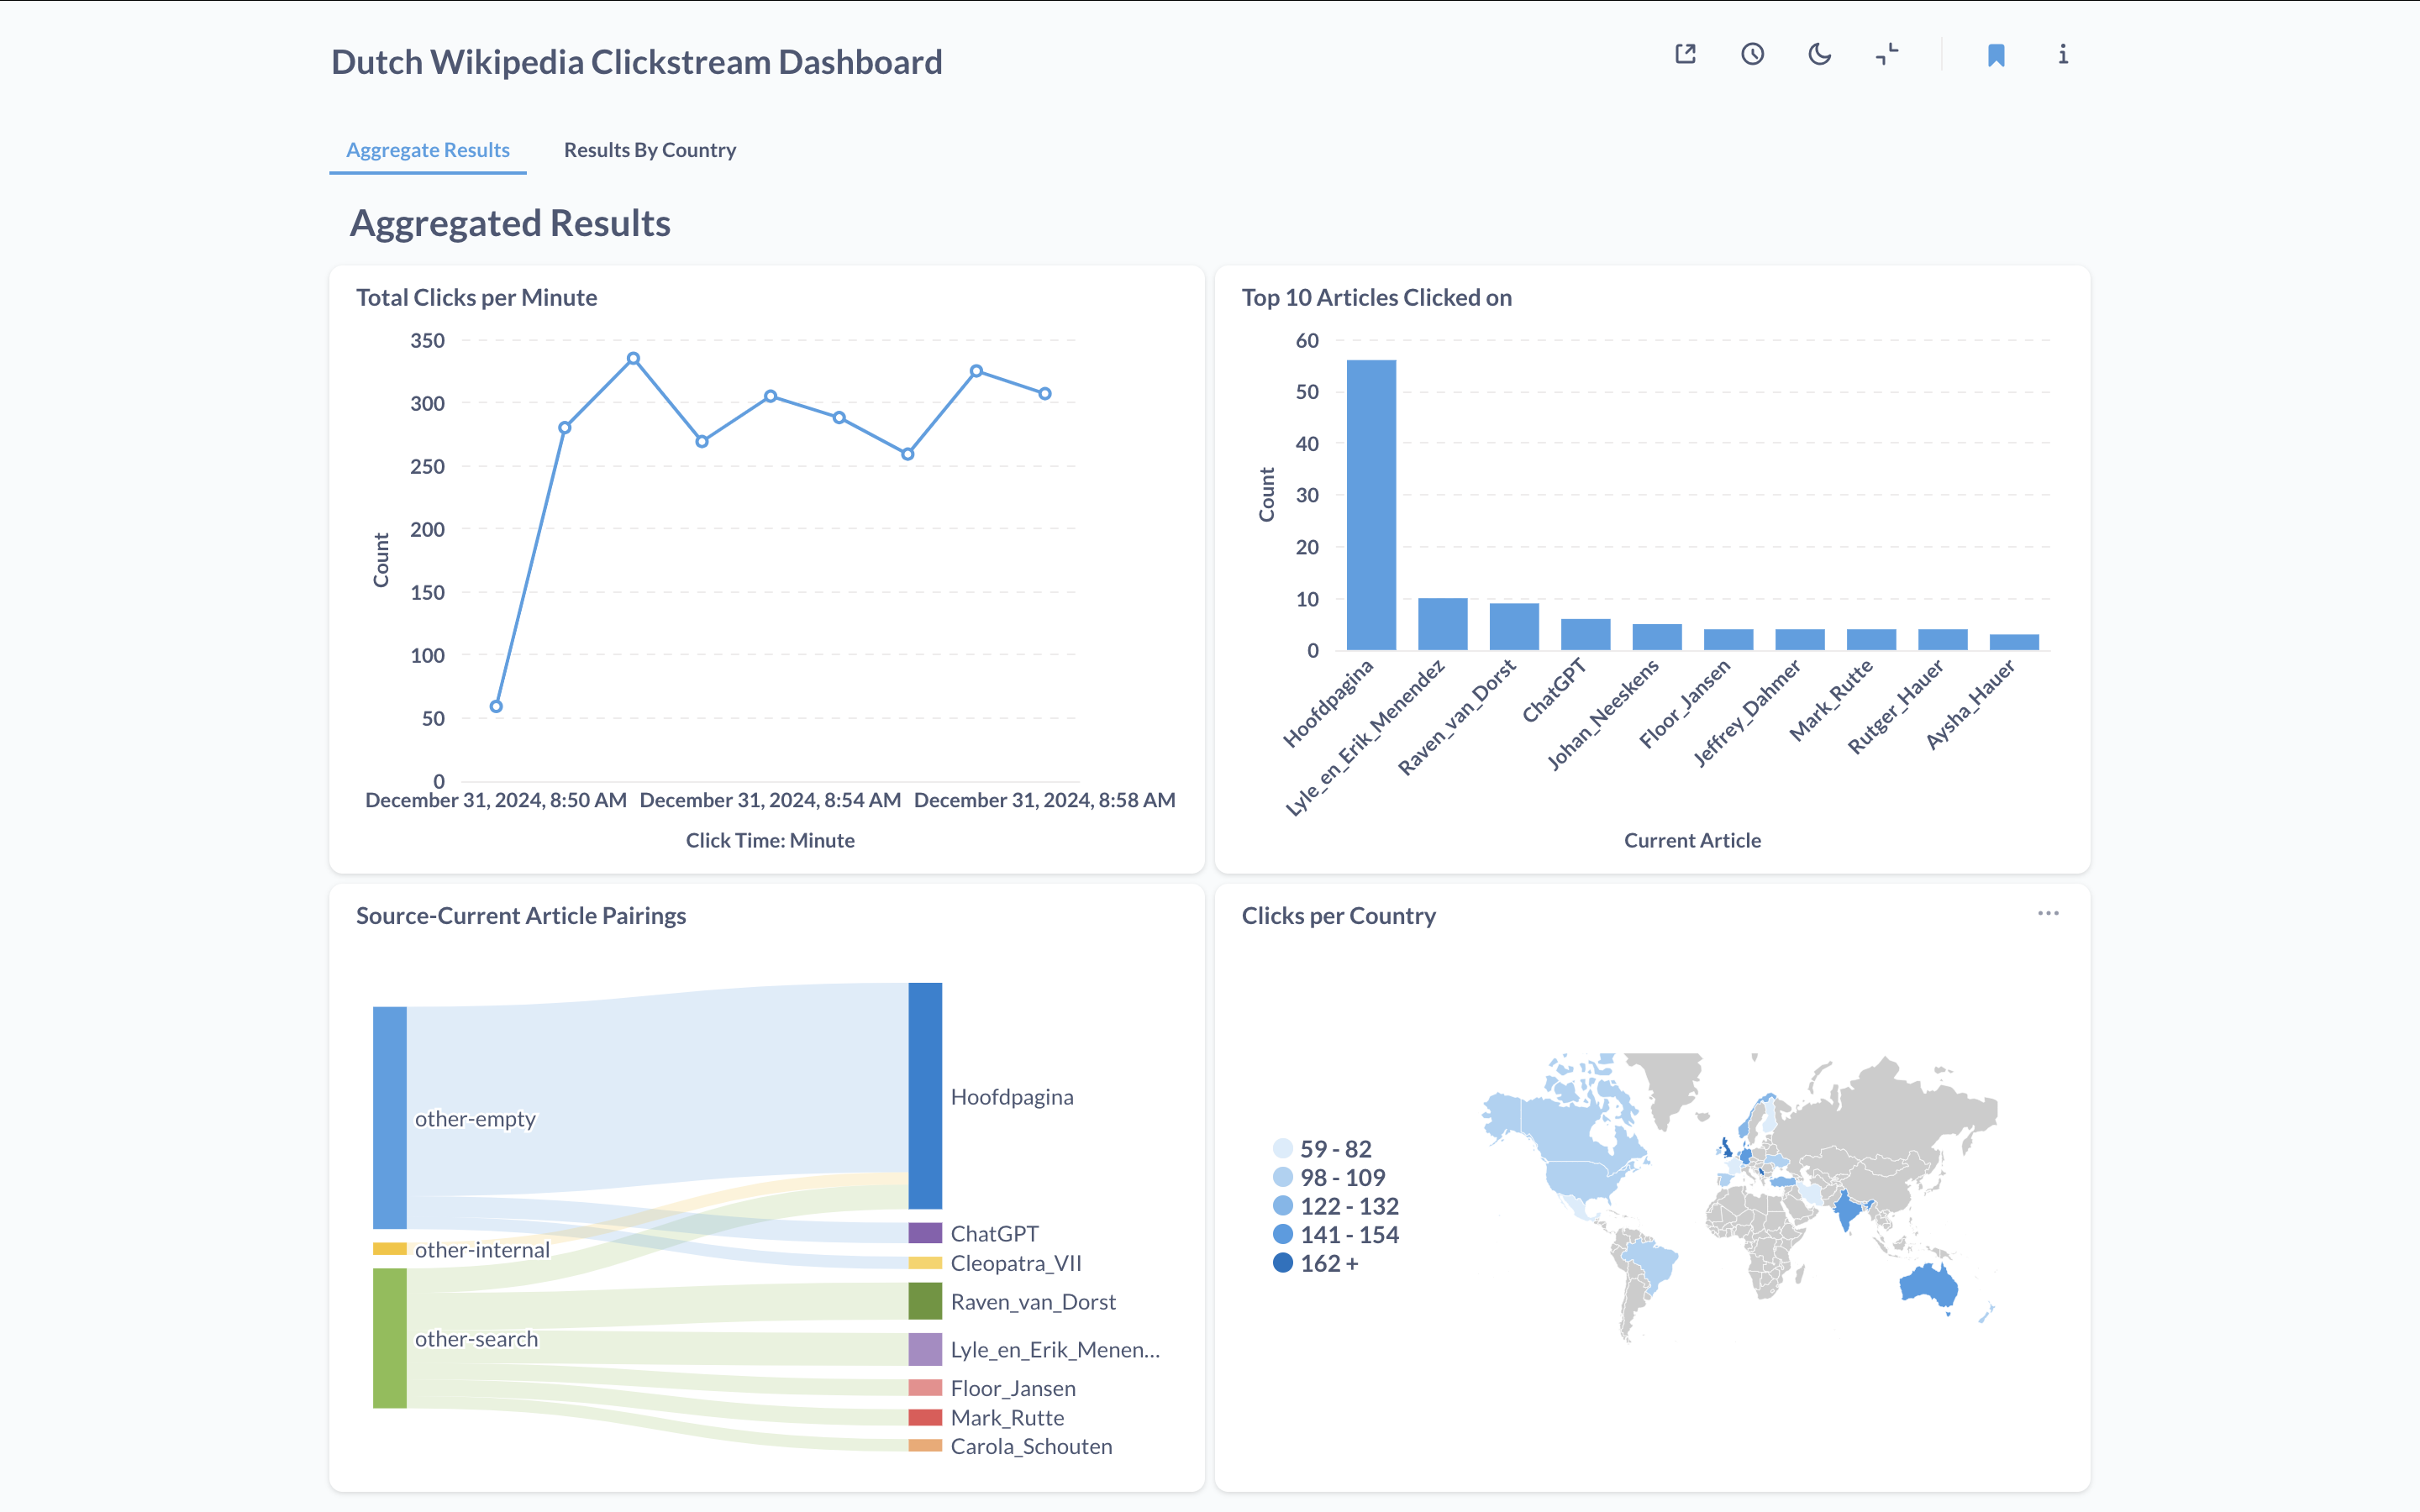 Dutch Wikipedia Clickstream Dashboard
Aggregate Results
Results By Country
Aggregated Results
Total Clicks per Minute
350
300
250
200
150
100
50
0
Count
December 31, 2024, 8:50 AM
December 31, 2024, 8:54 AM
December 31, 2024, 8:58 AM
Click Time: Minute
Top 10 Articles Clicked on
60
50
40
30
20
10
0
Count
Hoofdpagina
Lyle_en_Erik_Menendez
Raven_van_Dorst
ChatGPT
Johan_Neeskens
Floor_Jansen
Jeffrey_Dahmer
Mark_Rutte
Rutger_Hauer
Aysha_Hauer
Current Article
Source-Current Article Pairings
other-empty
other-internal
other-search
Hoofdpagina
ChatGPT
Cleopatra_VII
Raven_van_Dorst
Lyle_en_Erik_Menen...
Floor_Jansen
Mark_Rutte
Carola_Schouten
Clicks per Country
59 - 82
98 - 109
122 - 132
141 - 154
162 +